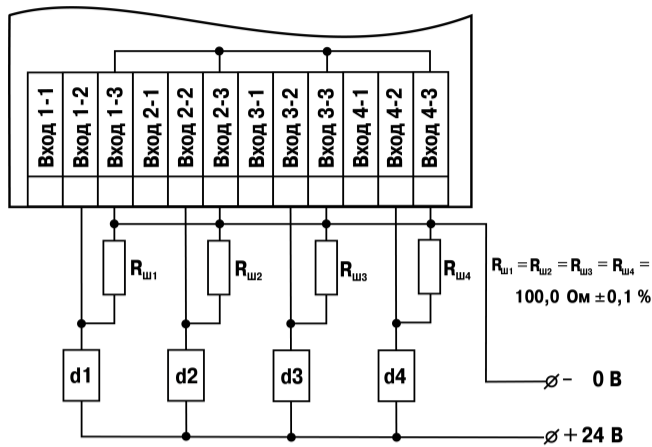 Вход 1-1
Вход 1-2
Вход 1-3
Вход 2-1
Вход 2-2
Вход 2-3
Вход 3-1
Вход 3-2
Вход 3-3
Вход 4-1
Вход 4-2
Вход 4-3
Rш1
Rш2
Rш3
Rш4
Rш1 = Rш2 = Rш3 = Rш4 =
100,0 Ом ±0,1 %
d1
d2
d3
d4
– 0 В
+ 24 В